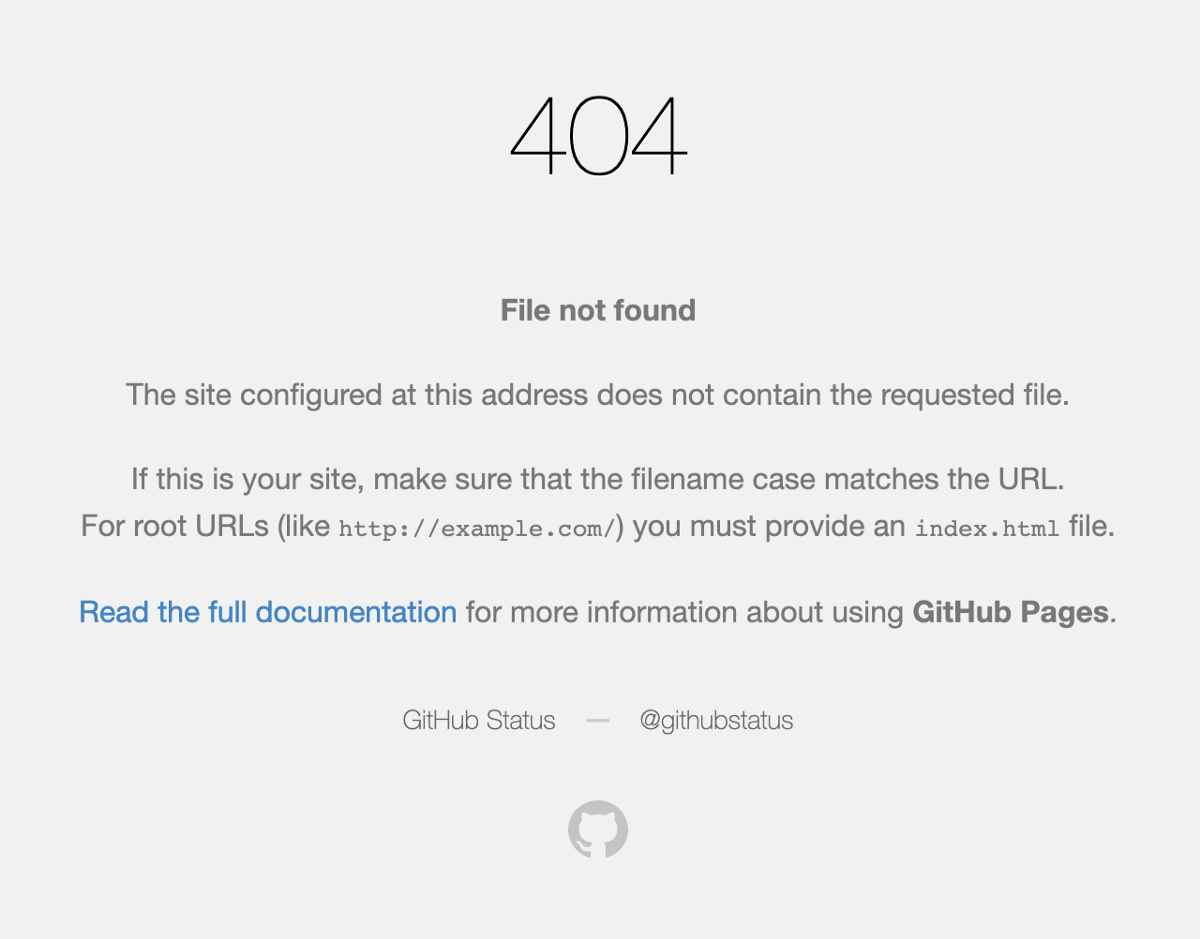 404
File not found
The site configured at this address does not contain the requested file.
If this is your site, make sure that the filename case matches the URL.
For root URLs (like http://example.com/) you must provide an index.html file.
Read the full documentation for more information about using GitHub Pages.
GitHub Status — @githubstatus